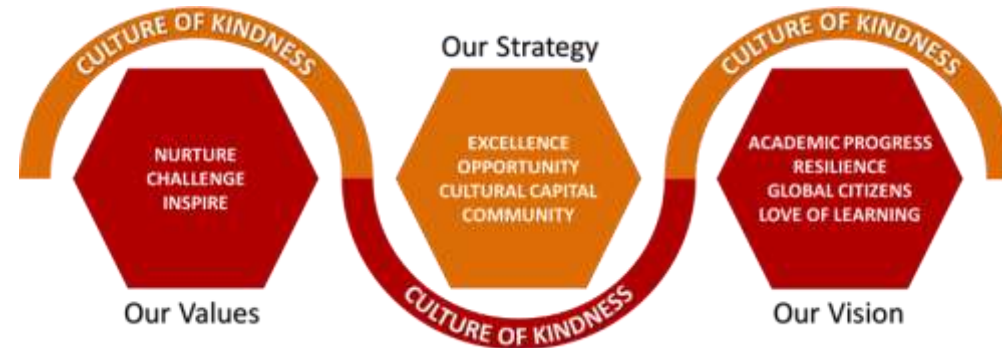 CULTURE OF KINDNESS
NURTURE
CHALLENGE
INSPIRE
Our Values
Our Strategy
EXCELLENCE
OPPORTUNITY
CULTURAL CAPITAL
COMMUNITY
CULTURE OF KINDNESS
CULTURE OF KINDNESS
ACADEMIC PROGRESS
RESILIENCE
GLOBAL CITIZENS
LOVE OF LEARNING
Our Vision